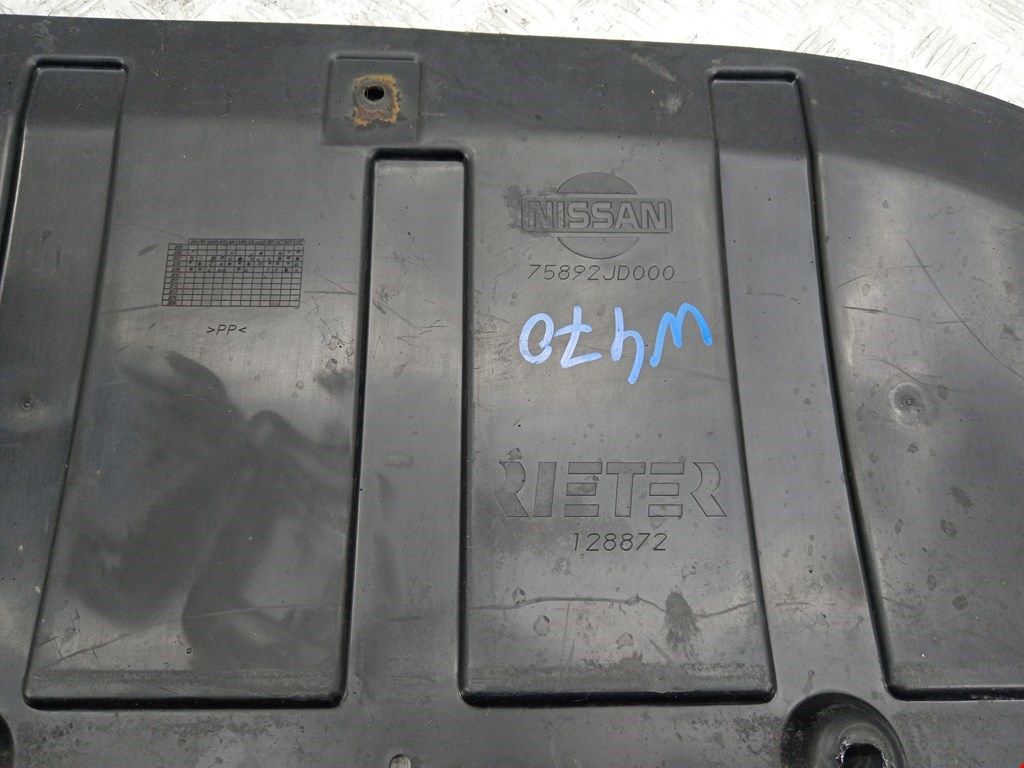 NISSAN
75892JD000
W470
>PP<
RIETER
128872